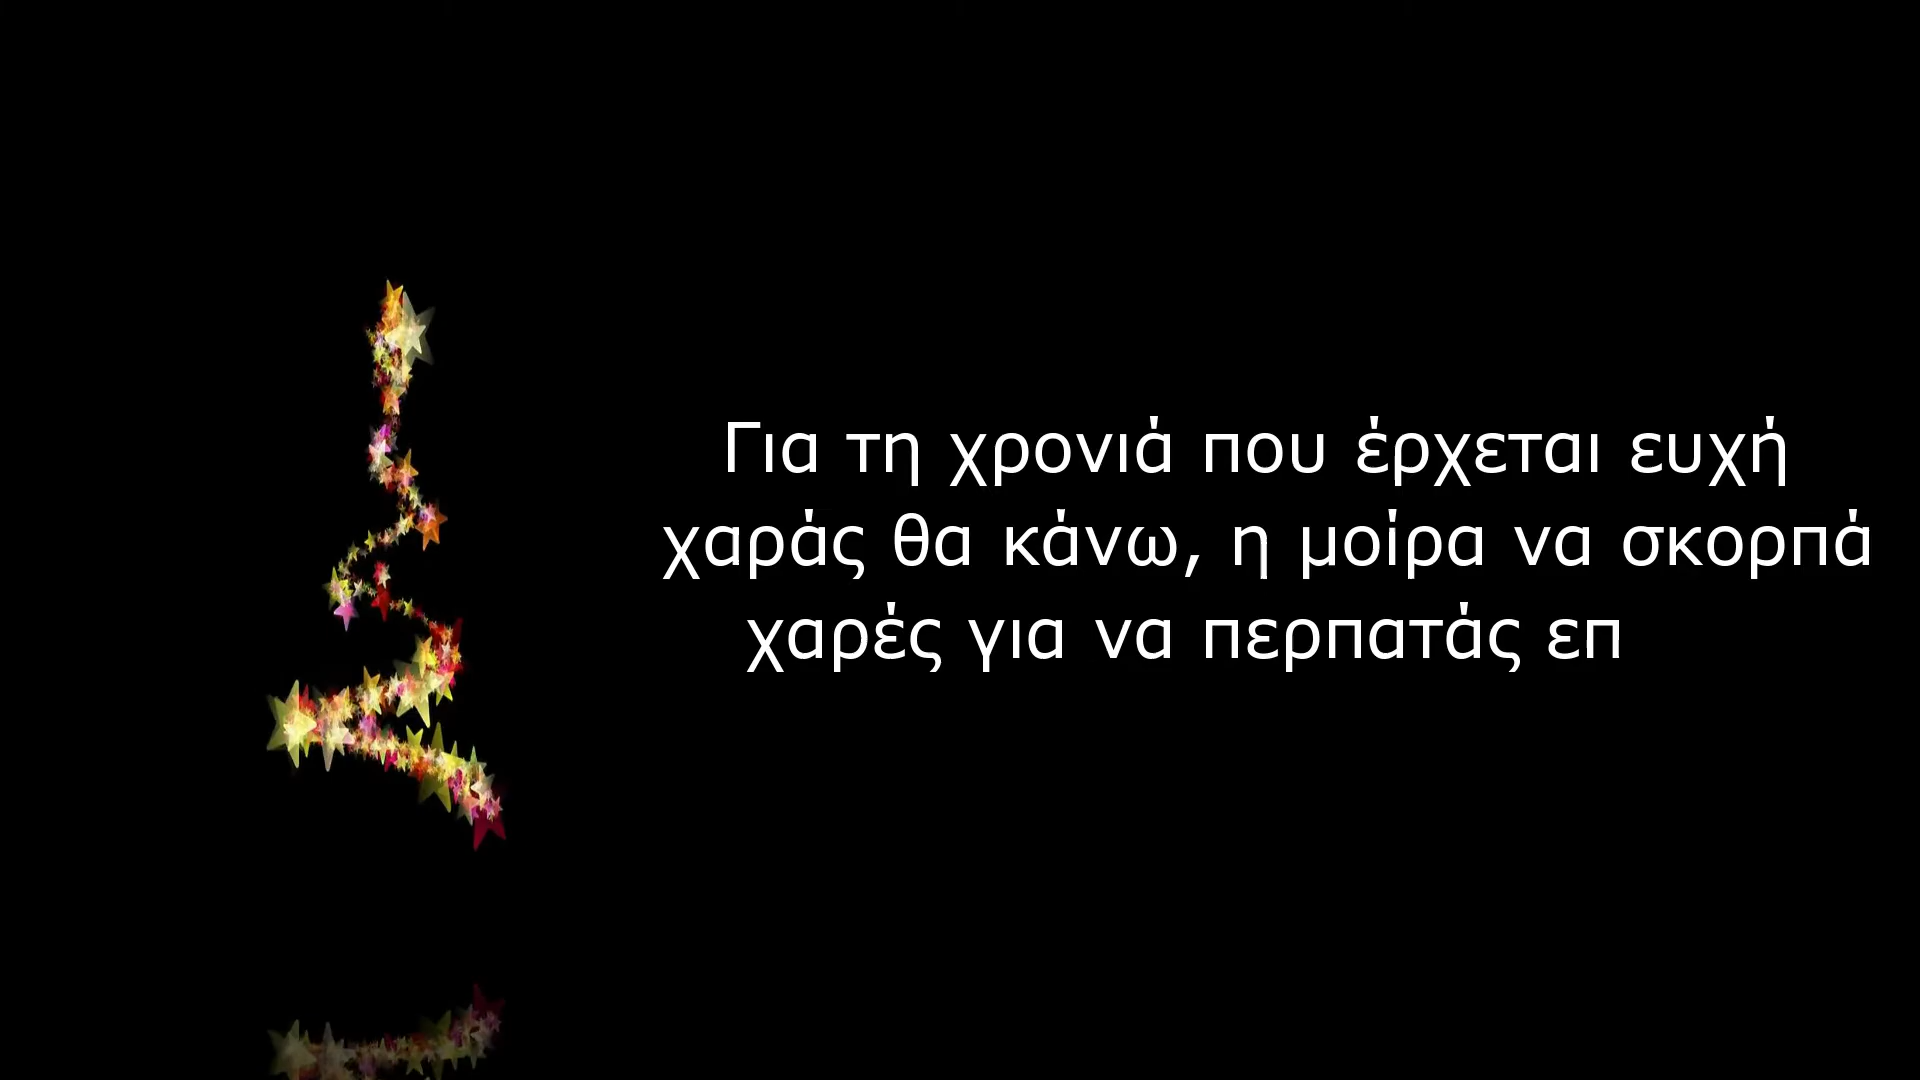 Για τη χρονιά που έρχεται ευχή
χαράς θα κάνω, η μοίρα να σκορπά
χαρές για να περπατάς επ